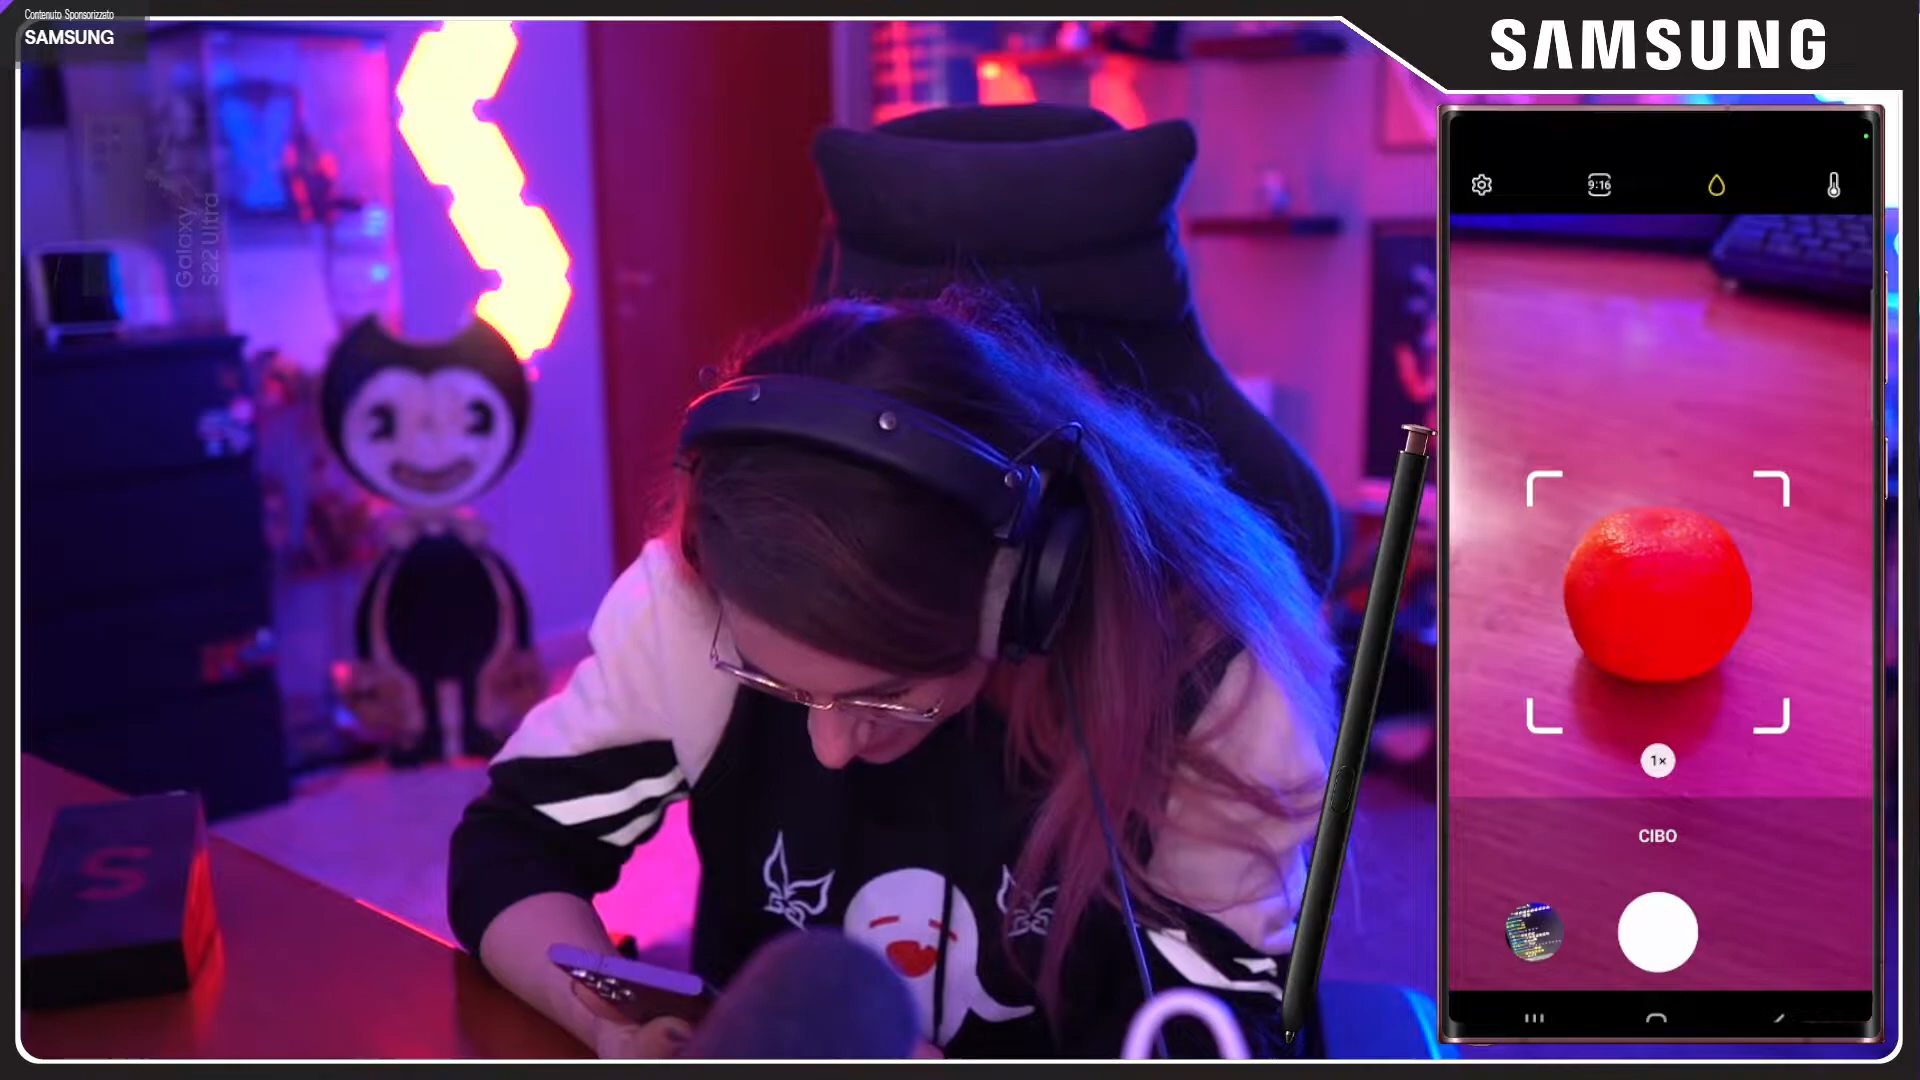 Contenuto Sponsorizzato
SAMSUNG
SAMSUNG
Galaxy
S22 Ultra
9:16
1×
CIBO
S